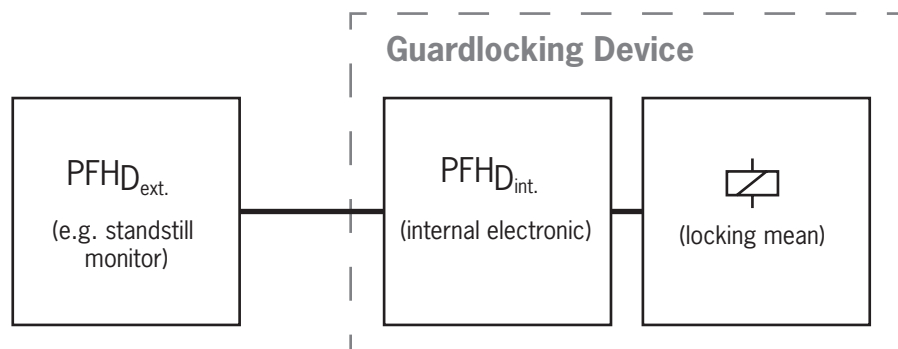 Guardlocking Device
PFHDext.
(e.g. standstill
monitor)
PFHDint.
(internal electronic)
(locking mean)